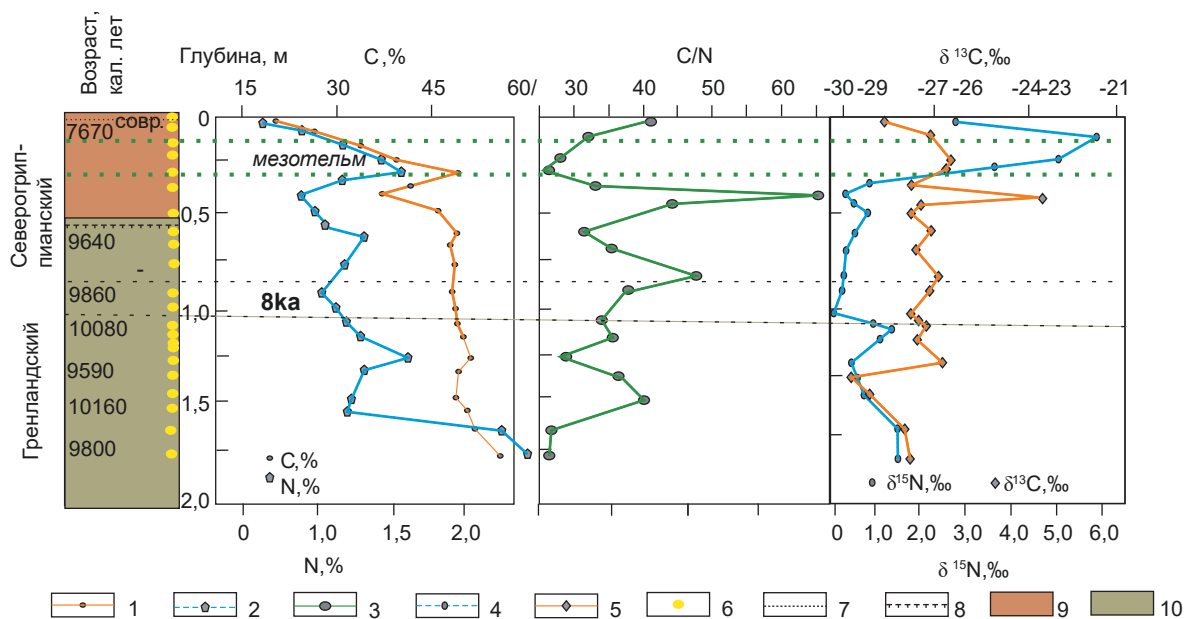 Возраст,
кал. лет
Глубина, м
C,%
C/N
δ 13C,‰
15 30 45 60/
30 40 50 60
-30 -29 -27 -26 -24 -23 -21
Северогрип-
пианский
Гренландский
совр.
7670
9640
9860
10080
9590
10160
9800
0
0,5
1,0
1,5
2,0
мезотельм
8ka
-
C,%
N,%
δ15N,‰
δ13C,‰
0 1,0 1,5 2,0
N,%
0 1,0 2,0 3,0 4,0 5,0 6,0
δ 15N,‰
1 2 3 4 5 6 7 8 9 10